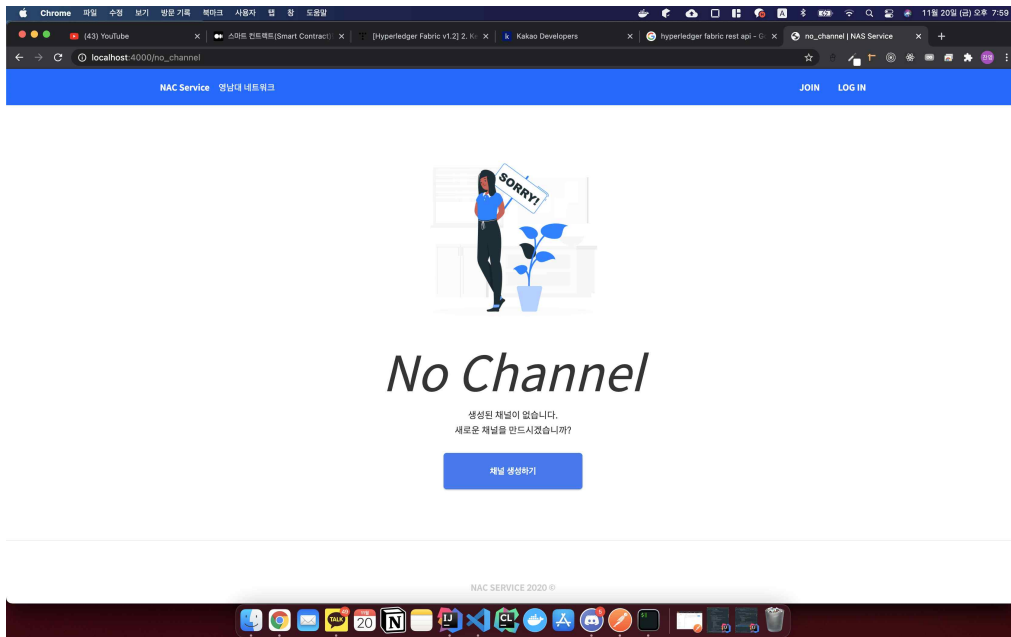 Chrome 파일 수정 보기 방문 기록 북마크 사용자 탭 창 도움말 11월 20일 (금) 오후 7:59
(43) YouTube
스마트 컨트랙트(Smart Contract)
[Hyperledger Fabric v1.2] 2.
Kakao Developers
hyperledger fabric rest api - G
no_channel | NAS Service
localhost:4000/no_channel
NAC Service 영남대 네트워크 JOIN LOG IN
SORRY!
No Channel
생성된 채널이 없습니다.
새로운 채널을 만드시겠습니까?
채널 생성하기
NAC SERVICE 2020 ©
TALK
20